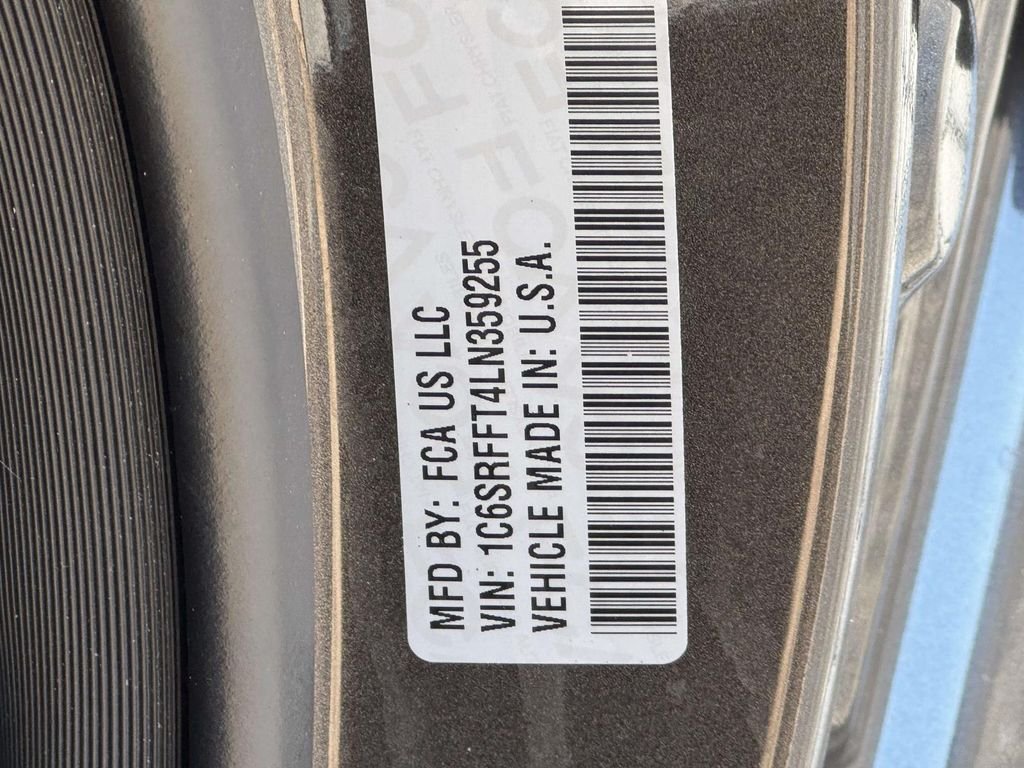 MFD BY: FCA US LLC
VIN: 1C6SRFFT4LN359255
VEHICLE MADE IN: U.S.A.